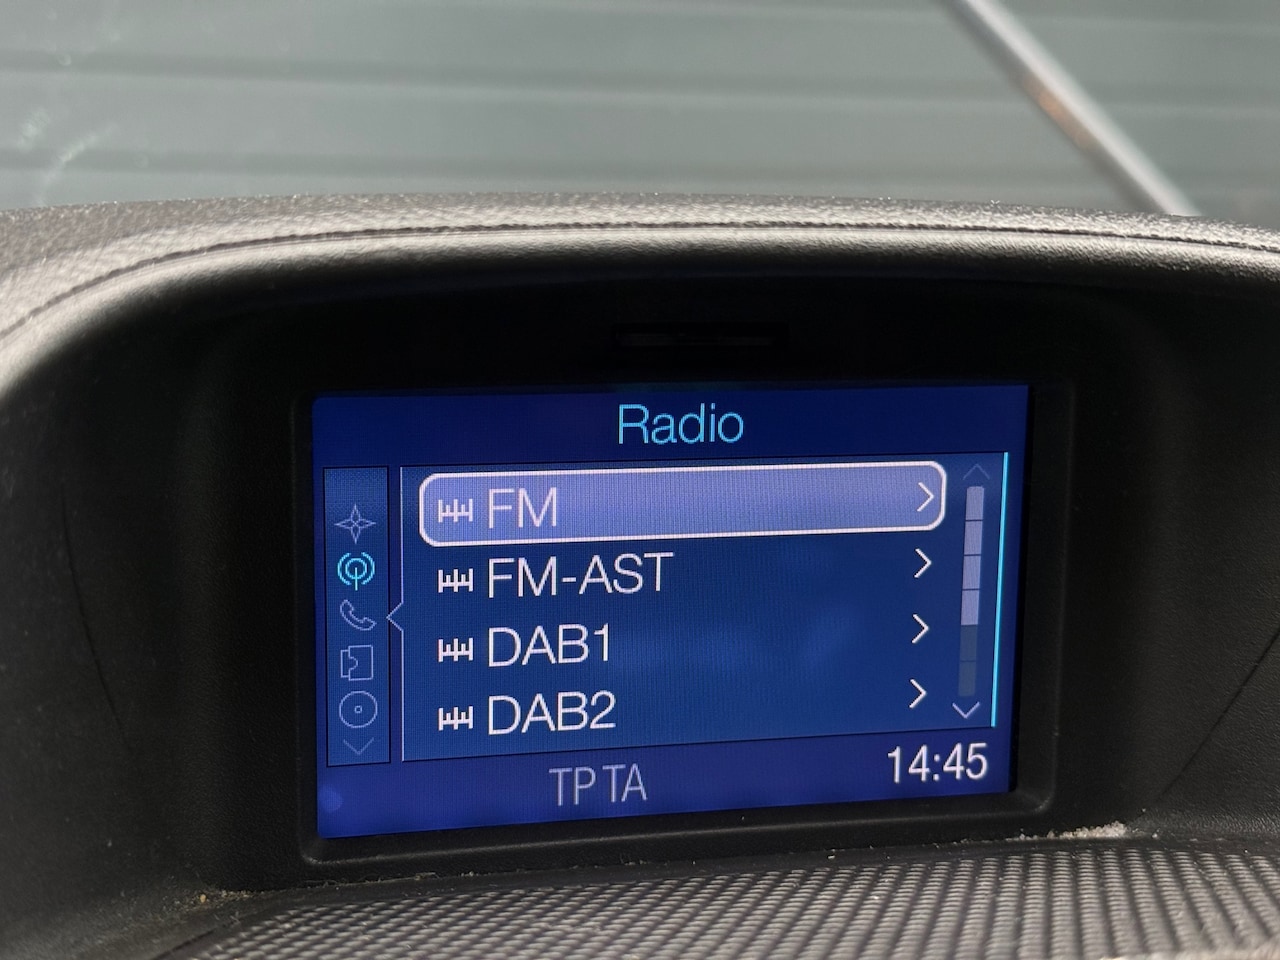 Radio
FM
FM-AST
DAB1
DAB2
TP TA
14:45